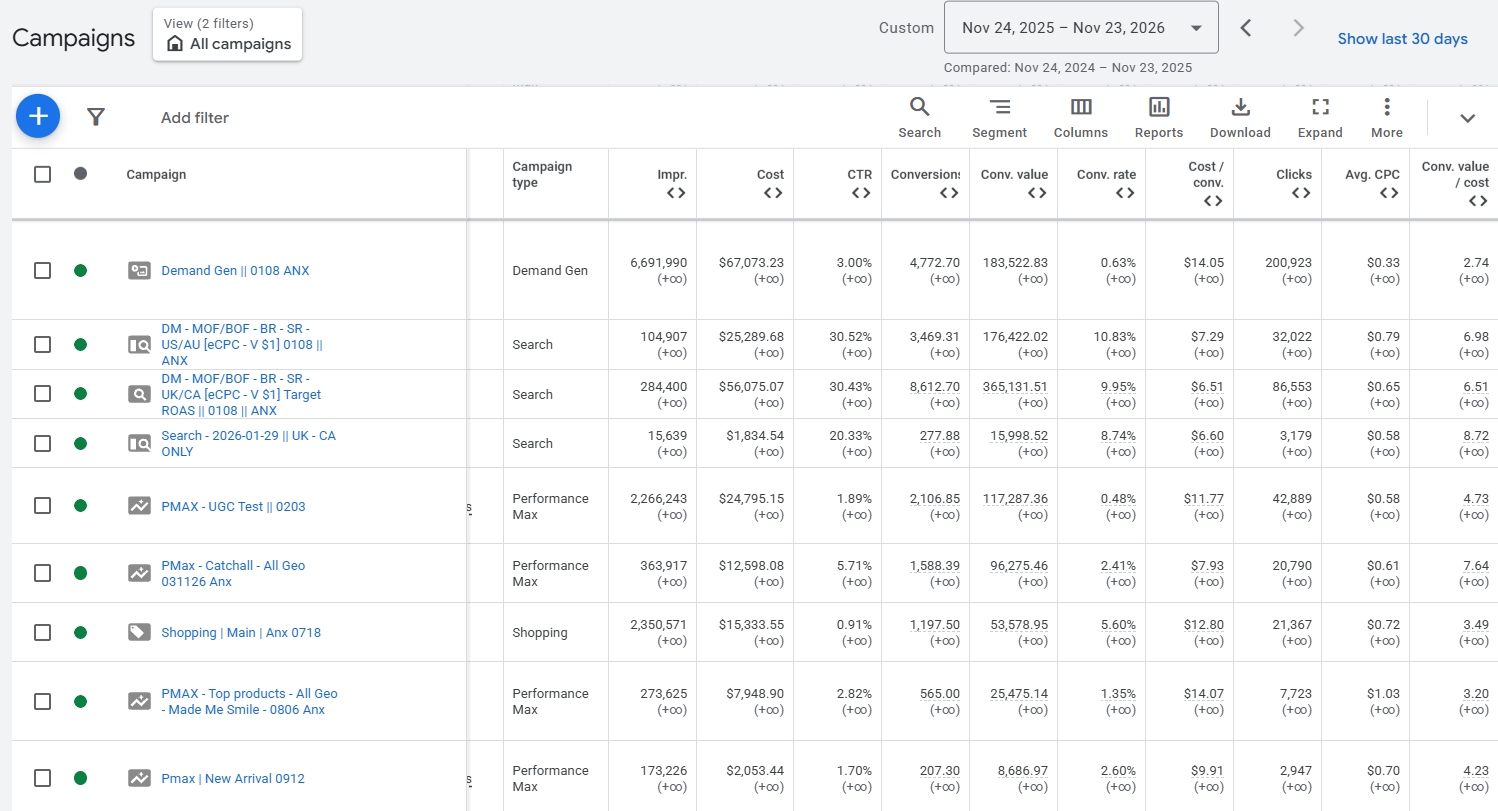 Campaigns
View (2 filters)
All campaigns
Custom
Nov 24, 2025 – Nov 23, 2026
Show last 30 days
Compared: Nov 24, 2024 – Nov 23, 2025
Add filter
Search
Segment
Columns
Reports
Download
Expand
More
Campaign
Campaign type
Impr.
Cost
CTR
Conversions
Conv. value
Conv. rate
Cost / conv.
Clicks
Avg. CPC
Conv. value / cost
Demand Gen || 0108 ANX
Demand Gen
6,691,990 $67,073.23 3.00% 4,772.70 183,522.83 0.63% $14.05 200,923 $0.33 2.74
(+∞) (+∞) (+∞) (+∞) (+∞) (+∞) (+∞) (+∞) (+∞) (+∞)
DM - MOF/BOF - BR - SR -
US/AU [eCPC - V $1] 0108 ||
ANX
Search
104,907 $25,289.68 30.52% 3,469.31 176,422.02 10.83% $7.29 32,022 $0.79 6.98
(+∞) (+∞) (+∞) (+∞) (+∞) (+∞) (+∞) (+∞) (+∞) (+∞)
DM - MOF/BOF - BR - SR -
UK/CA [eCPC - V $1] Target
ROAS || 0108 || ANX
Search
284,400 $56,075.07 30.43% 8,612.70 365,131.51 9.95% $6.51 86,553 $0.65 6.51
(+∞) (+∞) (+∞) (+∞) (+∞) (+∞) (+∞) (+∞) (+∞) (+∞)
Search - 2026-01-29 || UK - CA
ONLY
Search
15,639 $1,834.54 20.33% 277.88 15,998.52 8.74% $6.60 3,179 $0.58 8.72
(+∞) (+∞) (+∞) (+∞) (+∞) (+∞) (+∞) (+∞) (+∞) (+∞)
PMAX - UGC Test || 0203
s
Performance
Max
2,266,243 $24,795.15 1.89% 2,106.85 117,287.36 0.48% $11.77 42,889 $0.58 4.73
(+∞) (+∞) (+∞) (+∞) (+∞) (+∞) (+∞) (+∞) (+∞) (+∞)
PMax - Catchall - All Geo
031126 Anx
Performance
Max
363,917 $12,598.08 5.71% 1,588.39 96,275.46 2.41% $7.93 20,790 $0.61 7.64
(+∞) (+∞) (+∞) (+∞) (+∞) (+∞) (+∞) (+∞) (+∞) (+∞)
Shopping | Main | Anx 0718
Shopping
2,350,571 $15,333.55 0.91% 1,197.50 53,578.95 5.60% $12.80 21,367 $0.72 3.49
(+∞) (+∞) (+∞) (+∞) (+∞) (+∞) (+∞) (+∞) (+∞) (+∞)
PMAX - Top products - All Geo
- Made Me Smile - 0806 Anx
Performance
Max
273,625 $7,948.90 2.82% 565.00 25,475.14 1.35% $14.07 7,723 $1.03 3.20
(+∞) (+∞) (+∞) (+∞) (+∞) (+∞) (+∞) (+∞) (+∞) (+∞)
Pmax | New Arrival 0912
s
Performance
Max
173,226 $2,053.44 1.70% 207.30 8,686.97 2.60% $9.91 2,947 $0.70 4.23
(+∞) (+∞) (+∞) (+∞) (+∞) (+∞) (+∞) (+∞) (+∞) (+∞)